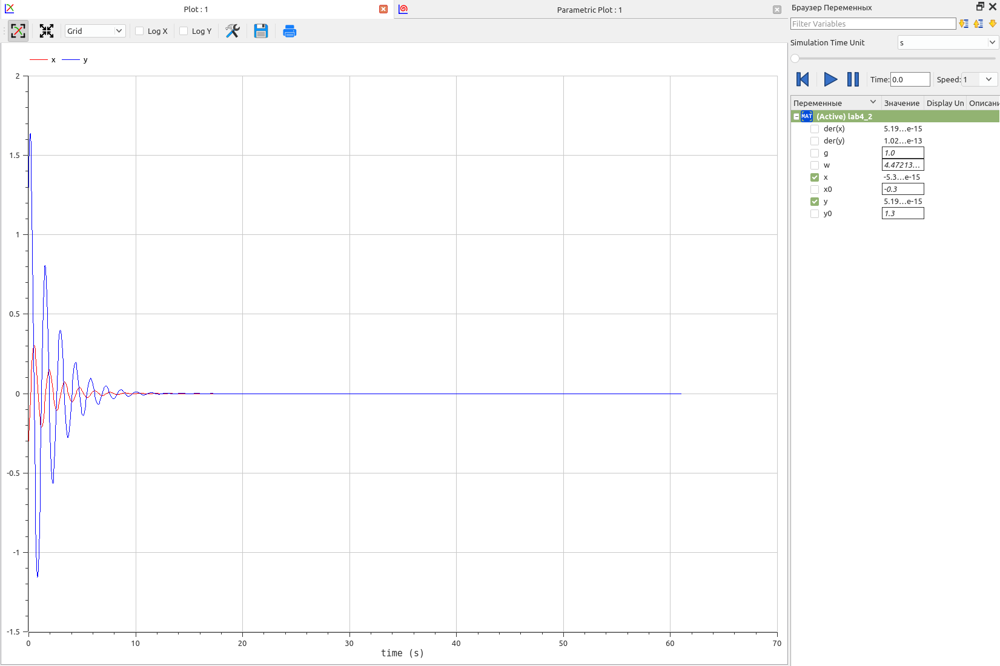 Plot : 1
Parametric Plot : 1
Браузер Переменных
Grid
Log X
Log Y
Filter Variables
Simulation Time Unit
s
Time:
0.0
Speed:
1
x
y
2
1.5
1
0.5
0
-0.5
-1
-1.5
0
10
20
30
40
50
60
70
time (s)
Переменные
Значение
Display Un
Описани
MAT
(Active) lab4_2
der(x)
5.19...e-15
der(y)
1.02...e-13
g
1.0
w
4.47213...
x
-5.3...e-15
x0
-0.3
y
5.19...e-15
y0
1.3